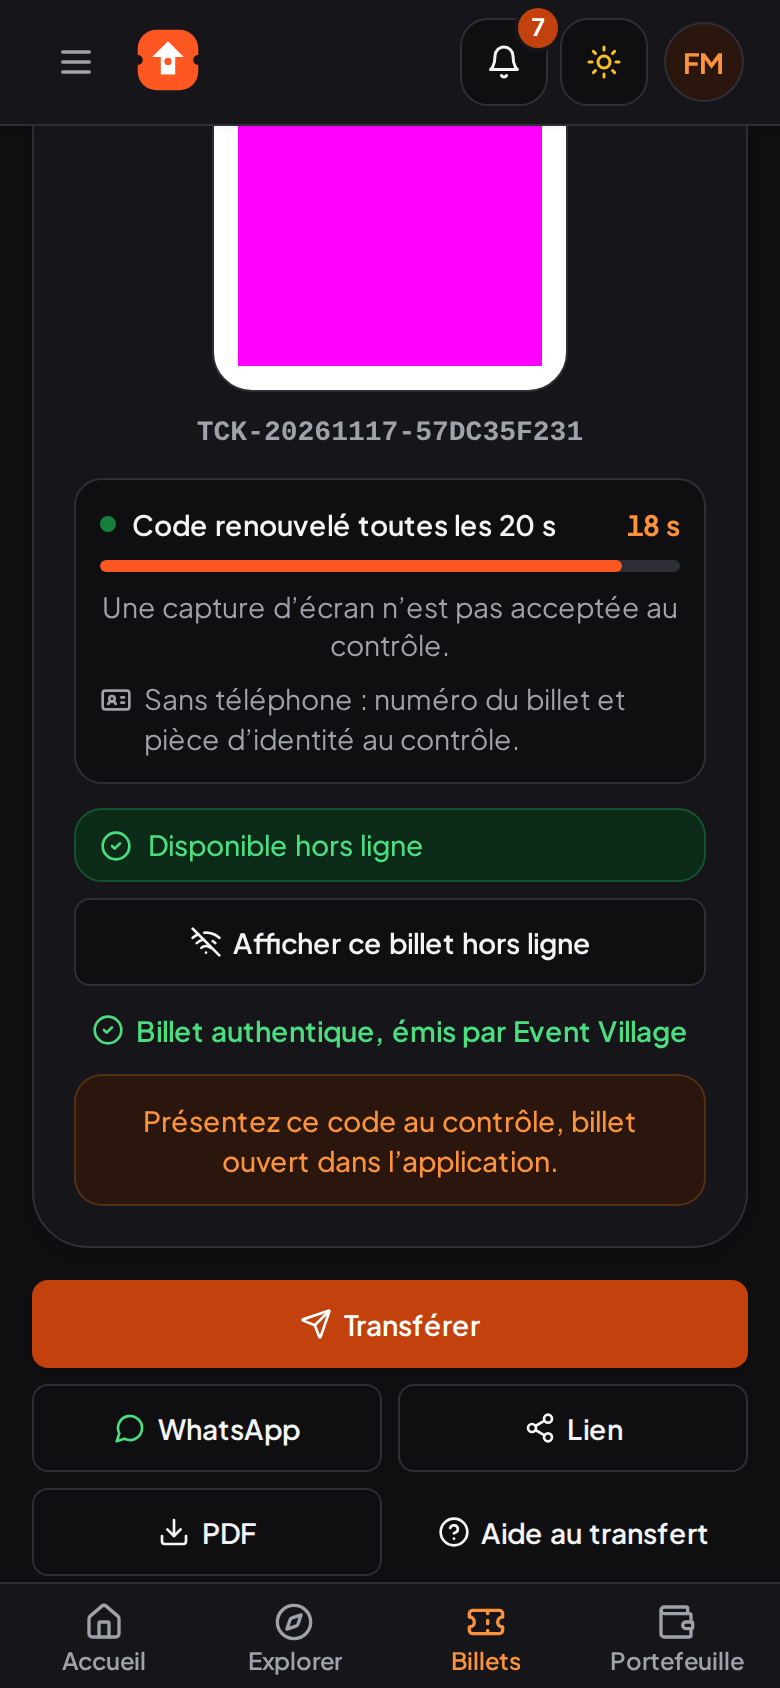 7
FM
TCK-20261117-57DC35F231
Code renouvelé toutes les 20 s
18 s
Une capture d’écran n’est pas acceptée au
contrôle.
Sans téléphone : numéro du billet et
pièce d’identité au contrôle.
Disponible hors ligne
Afficher ce billet hors ligne
Billet authentique, émis par Event Village
Présentez ce code au contrôle, billet
ouvert dans l’application.
Transférer
WhatsApp
Lien
PDF
Aide au transfert
Accueil
Explorer
Billets
Portefeuille